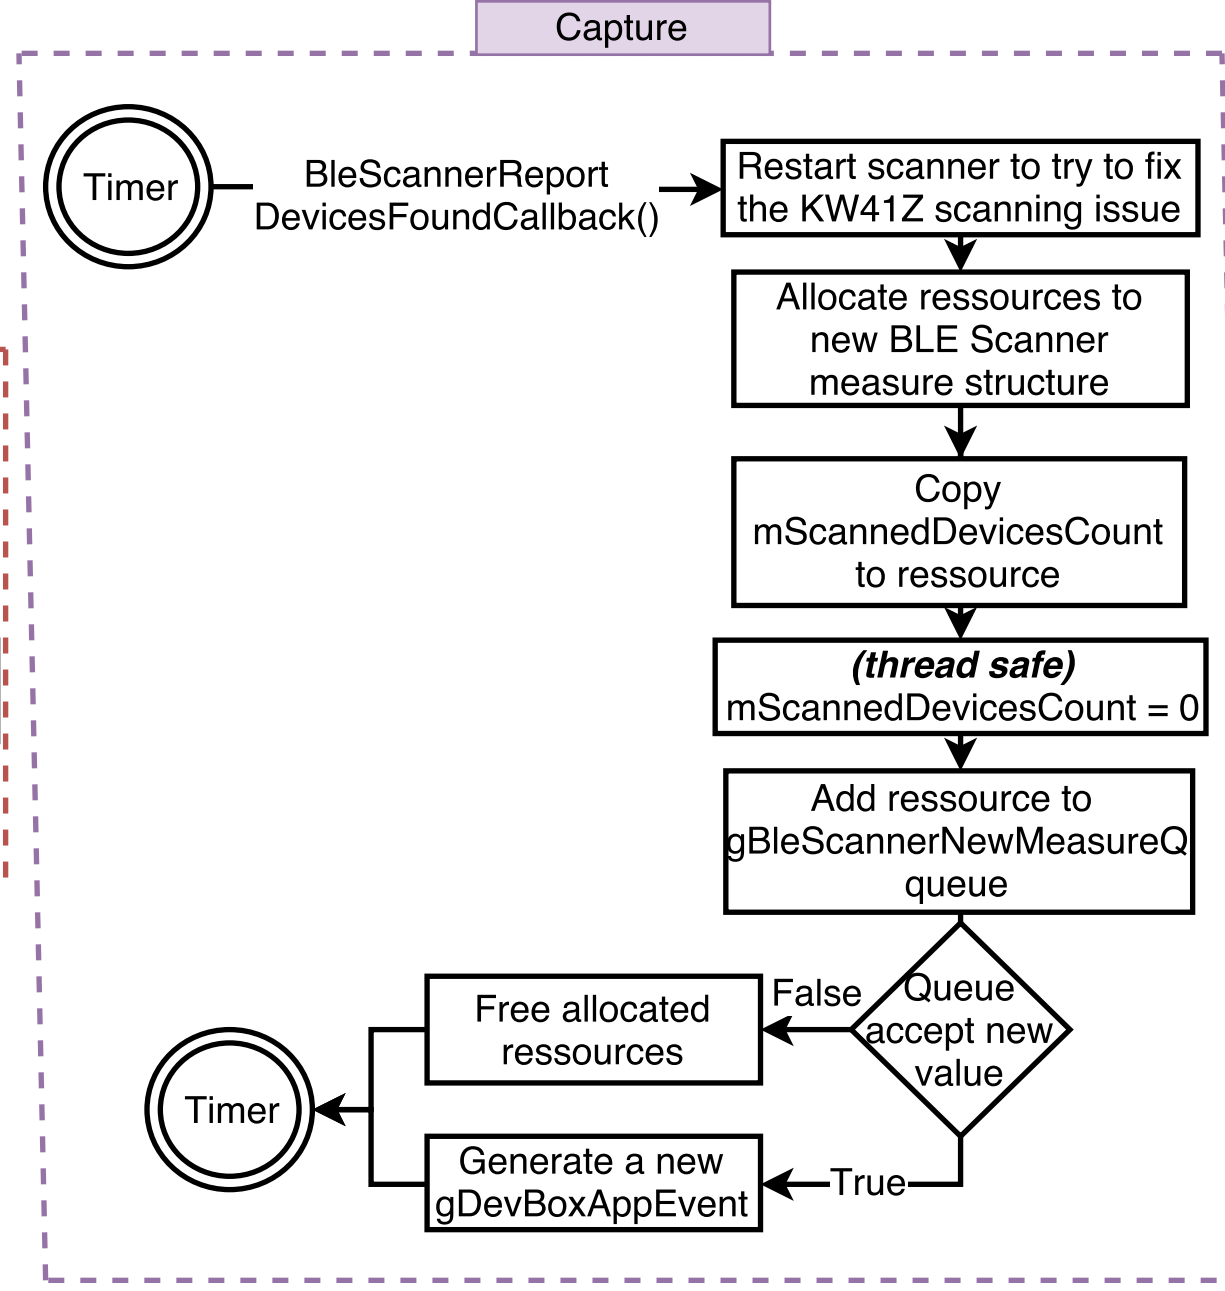 Capture
Timer
BleScannerReport
DevicesFoundCallback()
Restart scanner to try to fix
the KW41Z scanning issue
Allocate ressources to
new BLE Scanner
measure structure
Copy
mScannedDevicesCount
to ressource
(thread safe)
mScannedDevicesCount = 0
Add ressource to
gBleScannerNewMeasureQ
queue
Queue
accept new
value
False
Free allocated
ressources
True
Generate a new
gDevBoxAppEvent
Timer